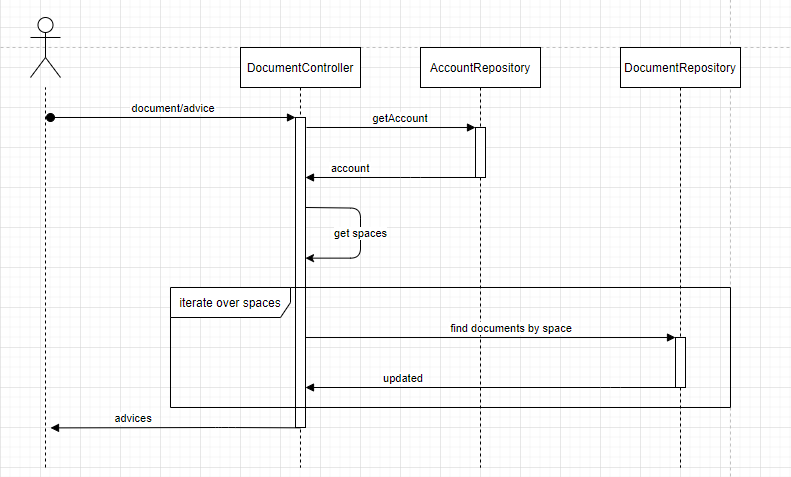 DocumentController
AccountRepository
DocumentRepository
document/advice
getAccount
account
get spaces
iterate over spaces
find documents by space
updated
advices